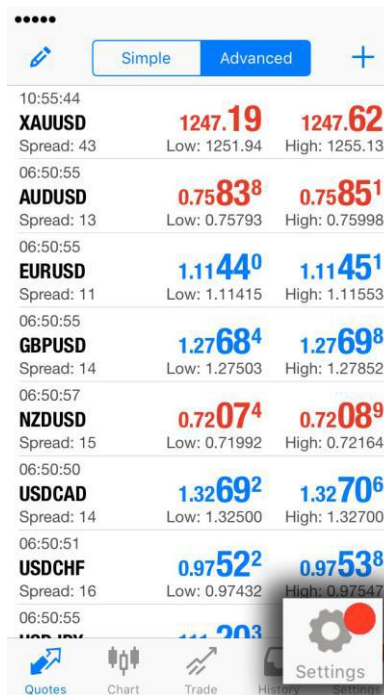 Simple Advanced
10:55:44
XAUUSD 1247.19 1247.62
Spread: 43 Low: 1251.94 High: 1255.13
06:50:55
AUDUSD 0.75838 0.75851
Spread: 13 Low: 0.75793 High: 0.75998
06:50:55
EURUSD 1.11440 1.11451
Spread: 11 Low: 1.11415 High: 1.11553
06:50:55
GBPUSD 1.27684 1.27698
Spread: 14 Low: 1.27503 High: 1.27852
06:50:57
NZDUSD 0.72074 0.72089
Spread: 15 Low: 0.71992 High: 0.72164
06:50:50
USDCAD 1.32692 1.32706
Spread: 14 Low: 1.32500 High: 1.32700
06:50:51
USDCHF 0.97522 0.97538
Spread: 16 Low: 0.97432 High: 0.97547
06:50:55
Settings
Quotes Chart Trade History Settings